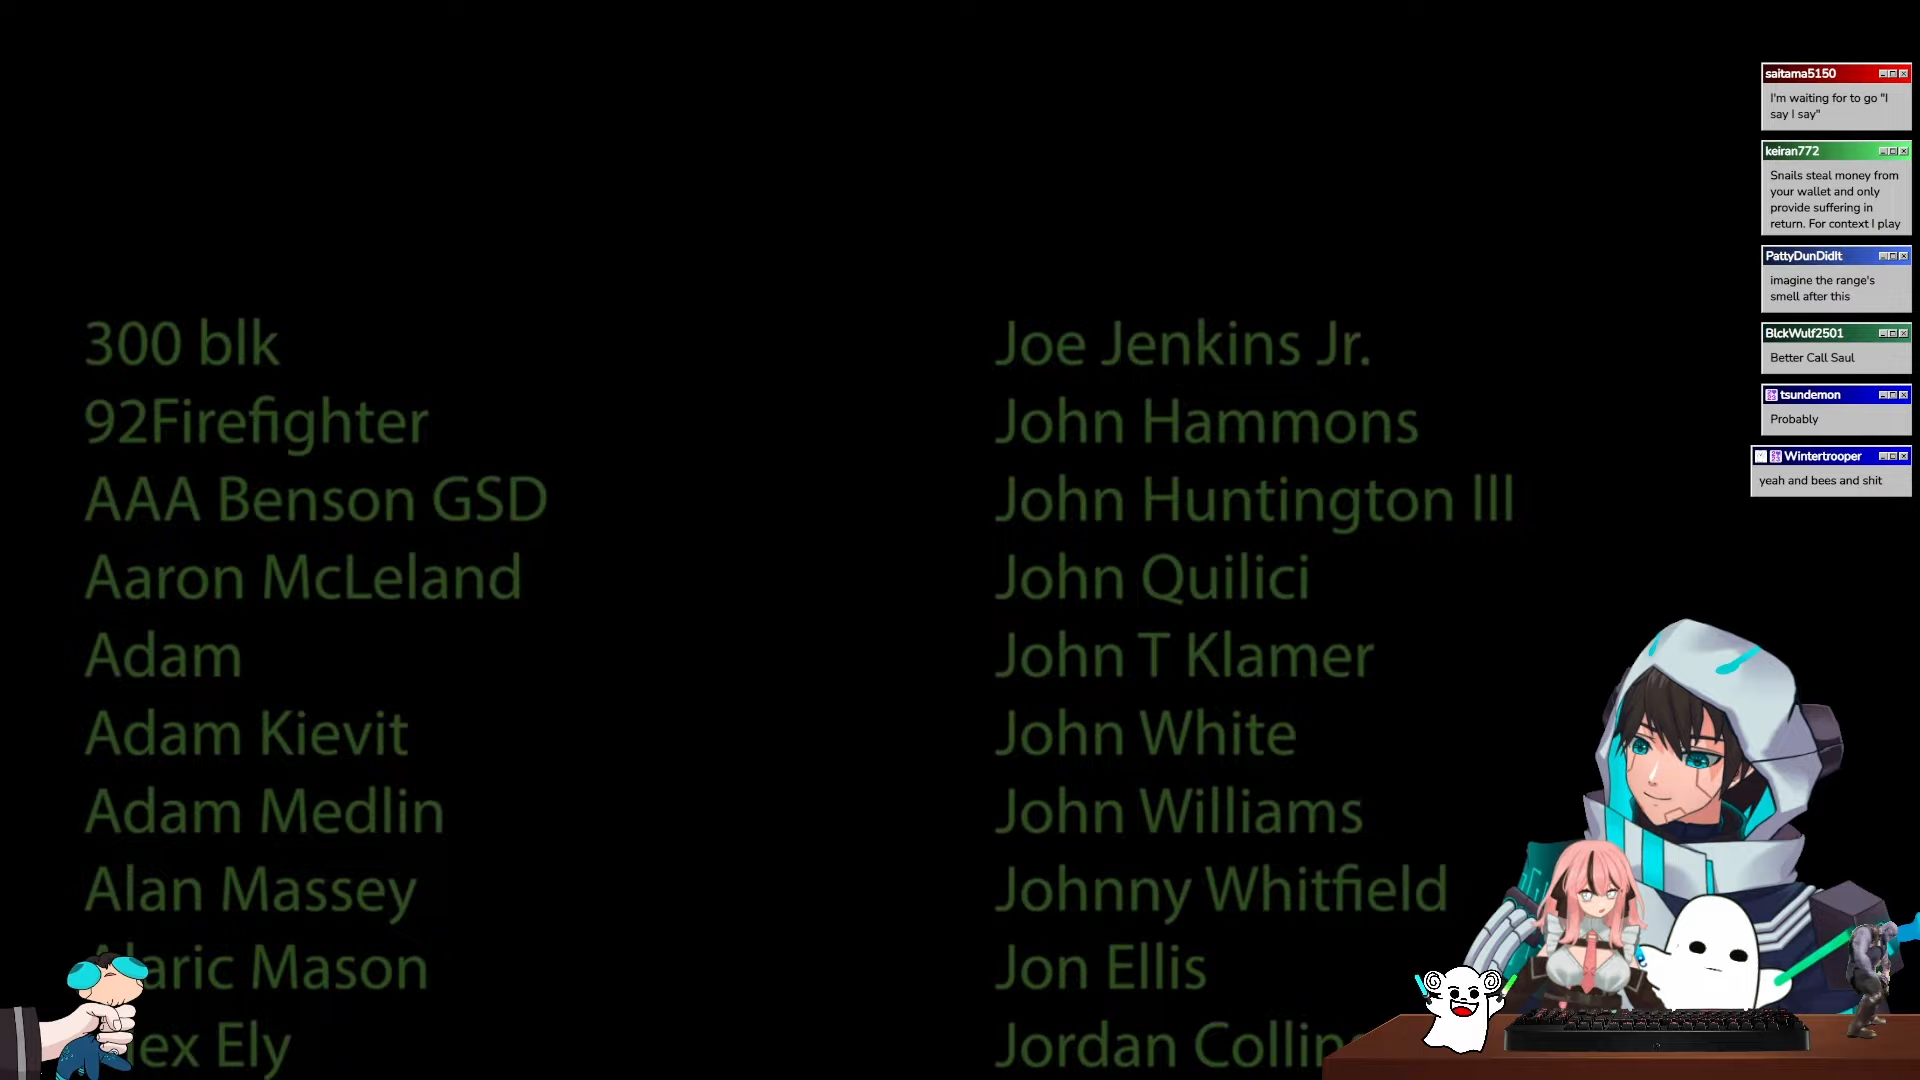 300 blk
92Firefighter
AAA Benson GSD
Aaron McLeland
Adam
Adam Kievit
Adam Medlin
Alan Massey
Mason
Ely
Joe Jenkins Jr.
John Hammons
John Huntington lll
John Quilici
John T Klamer
John White
John Williams
Johnny Whitfield
Jon Ellis
Jordan
saitama5150
I'm waiting for to go "I
say I say"
keiran772
Snails steal money from
your wallet and only
provide suffering in
return. For context I play
PattyDunDidIt
imagine the range's
smell after this
BlckWulf2501
Better Call Saul
tsundemon
Probably
Wintertrooper
yeah and bees and shit